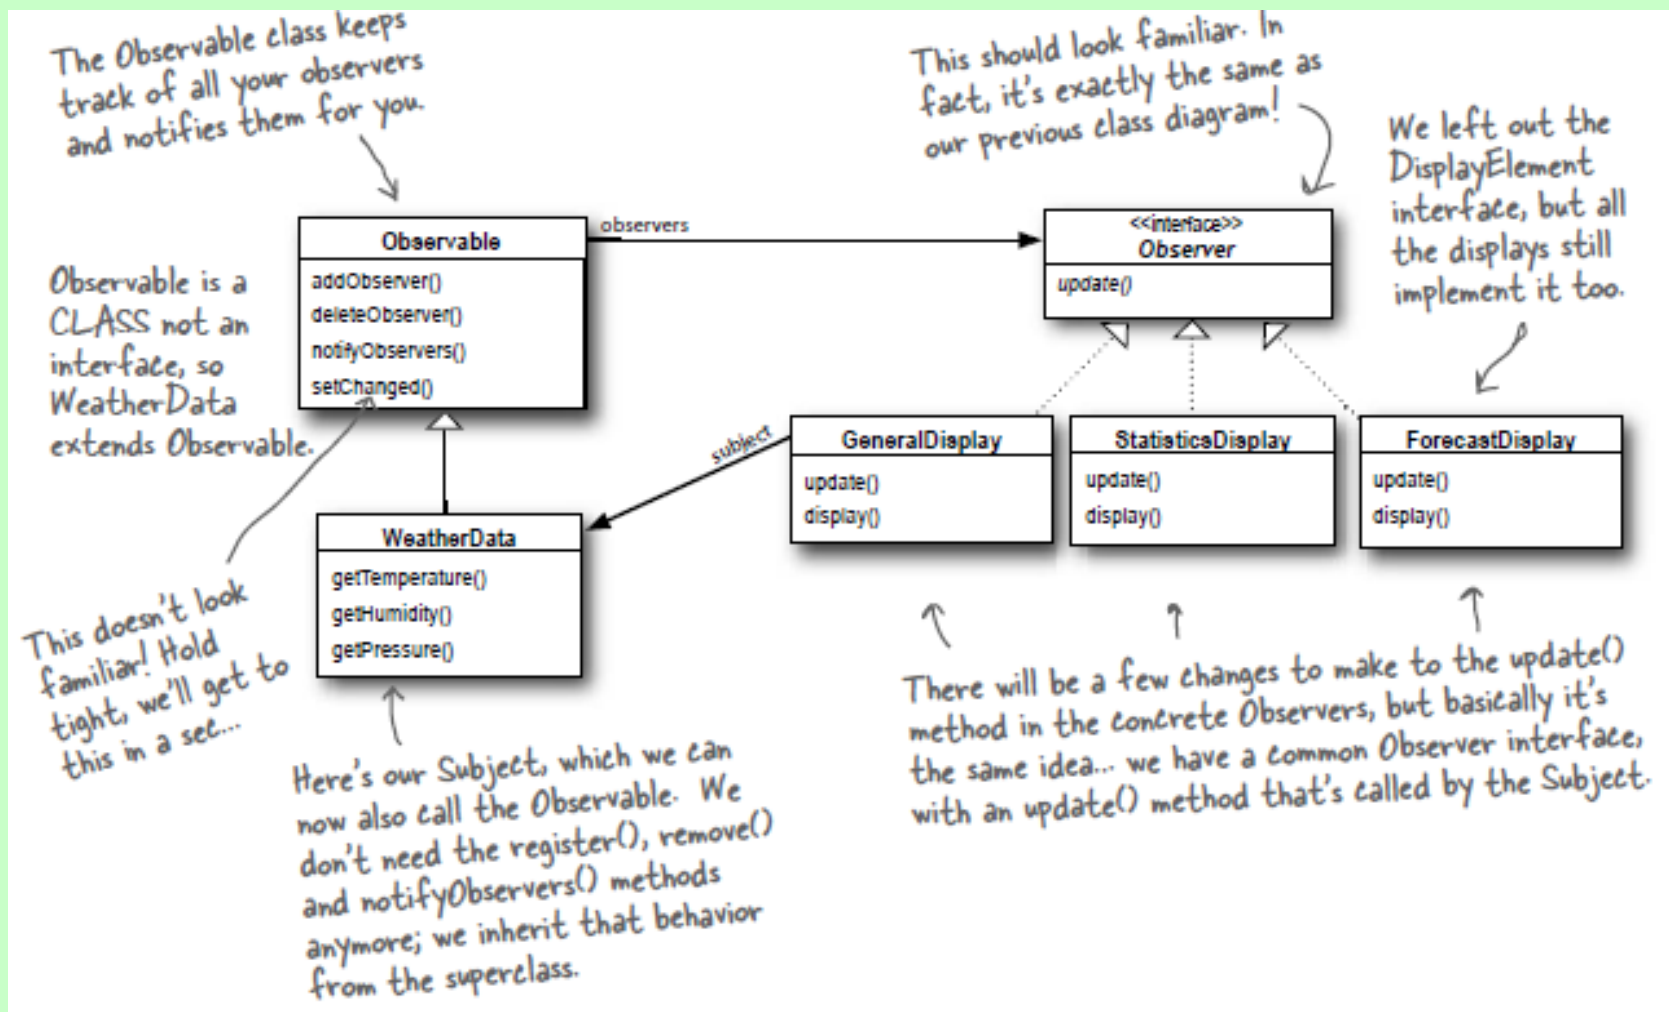 The Observable class keeps
track of all your observers
and notifies them for you.
This should look familiar. In
fact, it's exactly the same as
our previous class diagram!
We left out the
DisplayElement
interface, but all
the displays still
implement it too.
Observable is a
CLASS not an
interface, so
WeatherData
extends Observable.
Observable
addObserver()
deleteObserver()
notifyObservers()
setChanged()
observers
<<interface>>
Observer
update()
subject
GeneralDisplay
update()
display()
StatisticsDisplay
update()
display()
ForecastDisplay
update()
display()
WeatherData
getTemperature()
getHumidity()
getPressure()
This doesn't look
familiar! Hold
tight, we'll get to
this in a sec...
Here's our Subject, which we can
now also call the Observable. We
don't need the register(), remove()
and notifyObservers() methods
anymore; we inherit that behavior
from the superclass.
There will be a few changes to make to the update()
method in the concrete Observers, but basically it's
the same idea... we have a common Observer interface,
with an update() method that's called by the Subject.